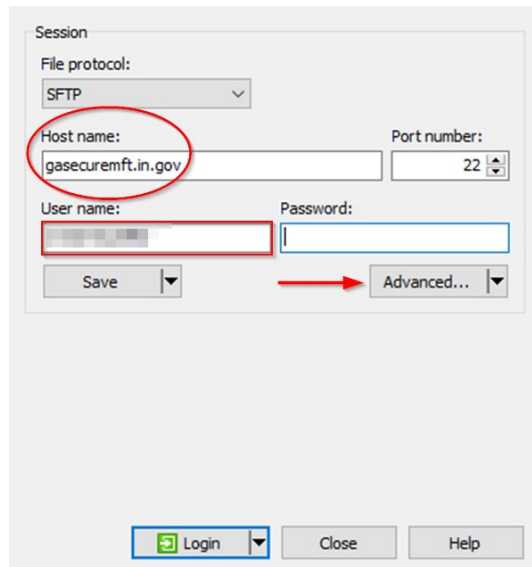 Session
File protocol:
SFTP
Host name: Port number:
gasecuremft.in.gov 22
User name: Password:
Save Advanced...
Login Close Help